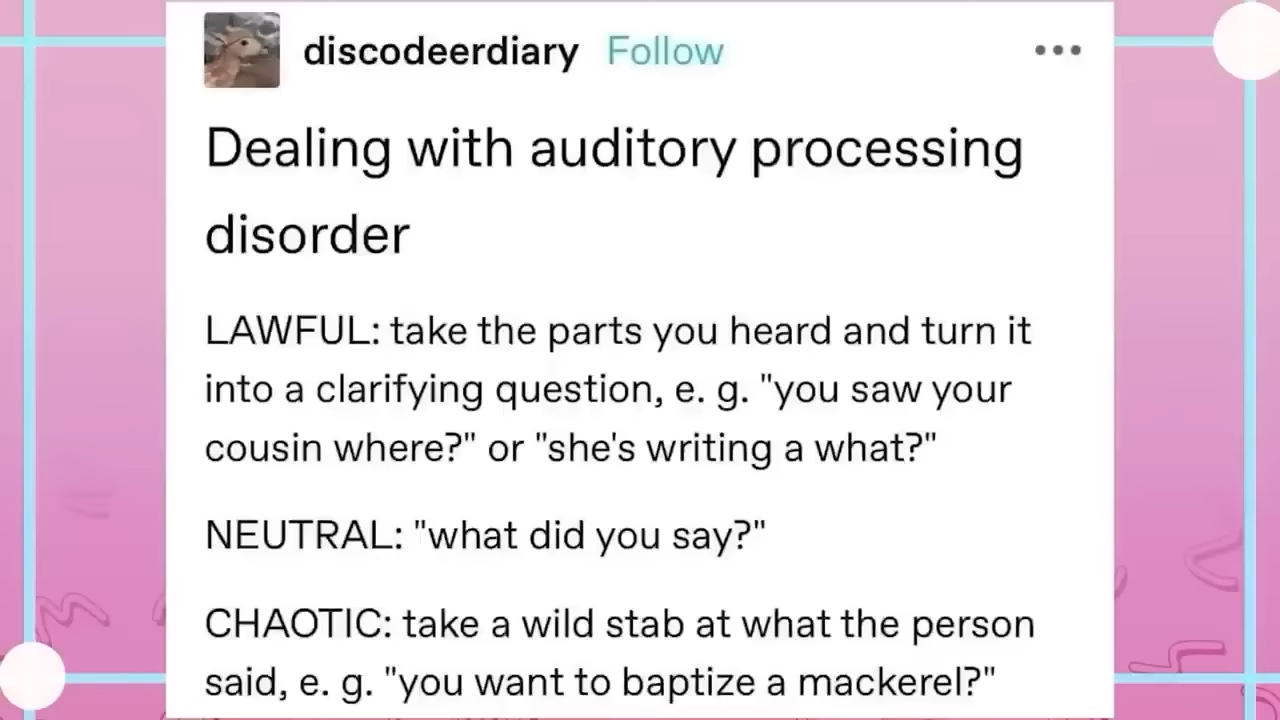 discodeerdiary Follow
Dealing with auditory processing
disorder
LAWFUL: take the parts you heard and turn it
into a clarifying question, e. g. "you saw your
cousin where?" or "she's writing a what?"
NEUTRAL: "what did you say?"
CHAOTIC: take a wild stab at what the person
said, e. g. "you want to baptize a mackerel?"